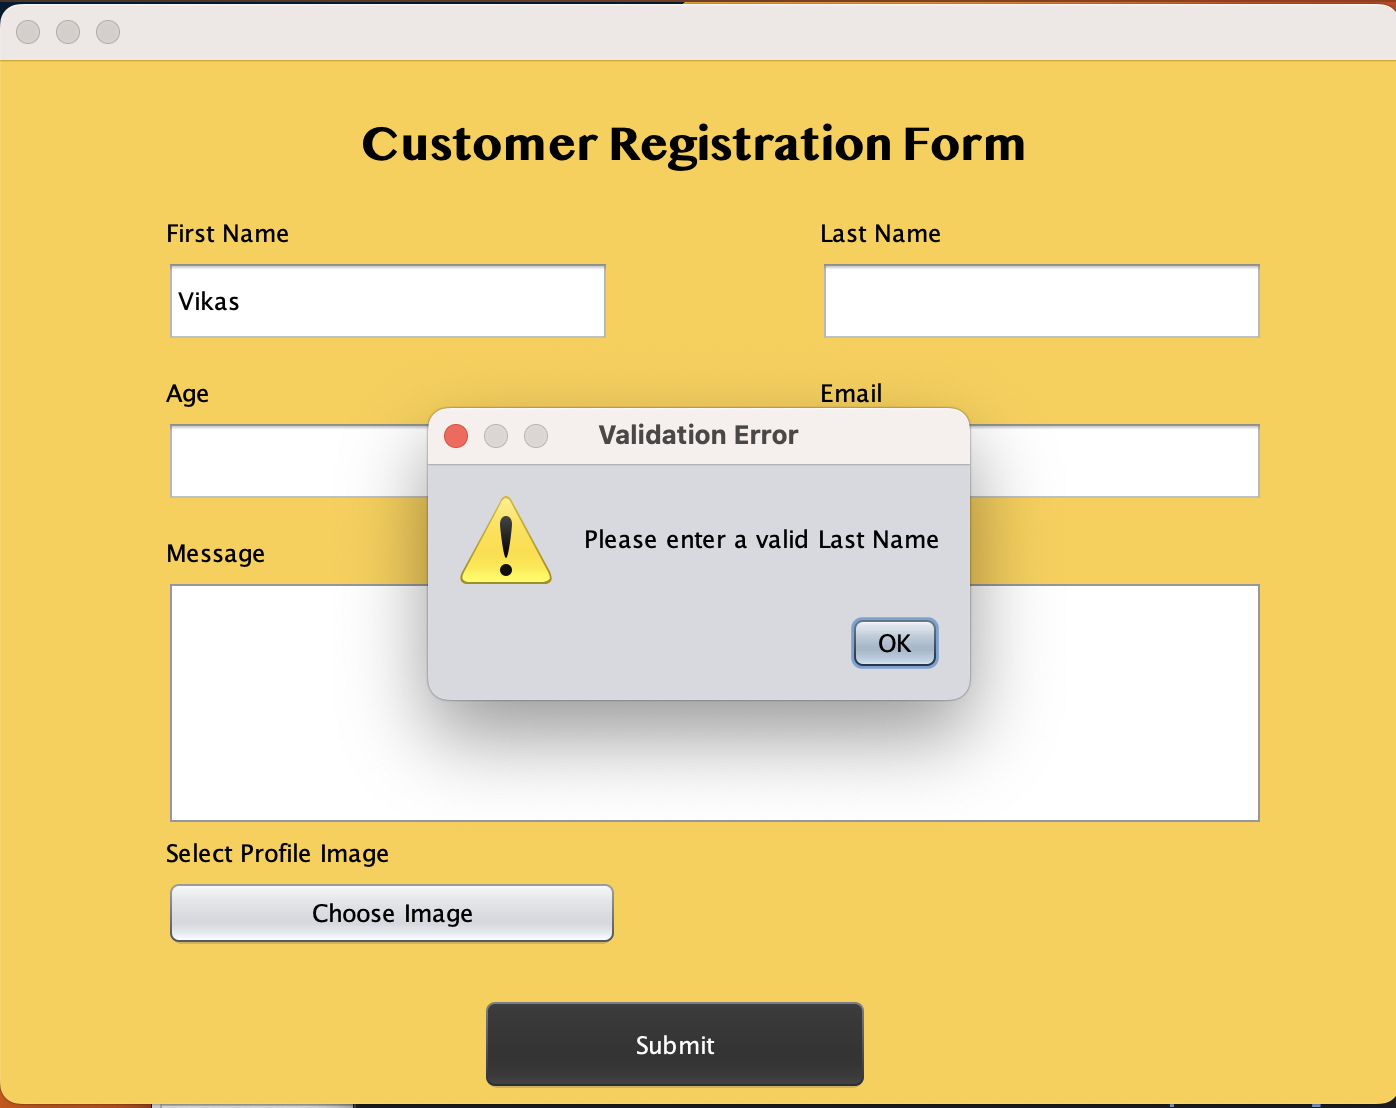 Customer Registration Form
First Name
Last Name
Vikas
Age
Email
Validation Error
Please enter a valid Last Name
OK
Message
Select Profile Image
Choose Image
Submit